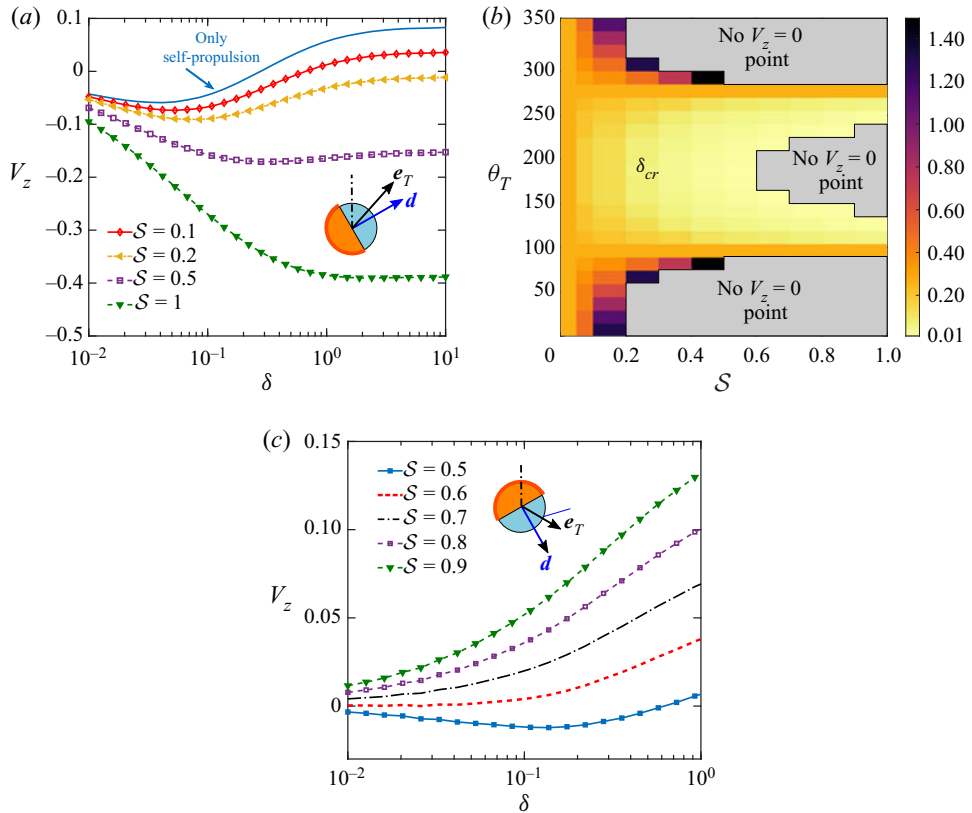 (a)
0.1
0
–0.1
–0.2
–0.3
–0.4
–0.5
V_z
Only
self-propulsion
e_T
d
𝒮 = 0.1
𝒮 = 0.2
𝒮 = 0.5
𝒮 = 1
10^{–2}
10^{–1}
10^0
10^1
δ
(b)
350
300
250
200
150
100
50
θ_T
No V_z = 0
point
δ_{cr}
No V_z = 0
point
No V_z = 0
point
0
0.2
0.4
0.6
0.8
1.0
𝒮
1.40
1.20
1.00
0.80
0.60
0.40
0.20
0.01
(c)
0.15
0.10
0.05
0
V_z
𝒮 = 0.5
𝒮 = 0.6
𝒮 = 0.7
𝒮 = 0.8
𝒮 = 0.9
e_T
d
10^{–2}
10^{–1}
10^0
δ